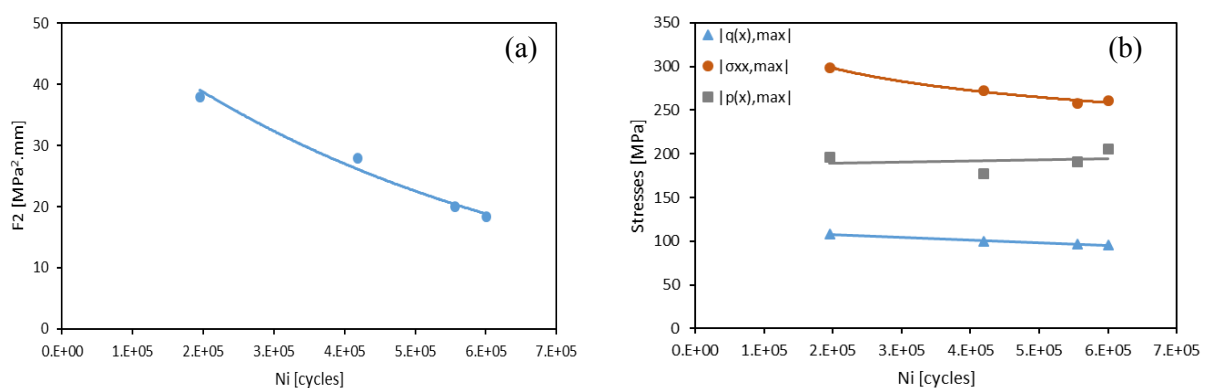 (a)
50
40
30
20
10
0
F2 [MPa².mm]
0.E+00 1.E+05 2.E+05 3.E+05 4.E+05 5.E+05 6.E+05 7.E+05
Ni [cycles]
(b)
|q(x),max|
|σxx,max|
|p(x),max|
350
300
250
200
150
100
50
0
Stresses [MPa]
0.E+00 1.E+05 2.E+05 3.E+05 4.E+05 5.E+05 6.E+05 7.E+05
Ni [cycles]